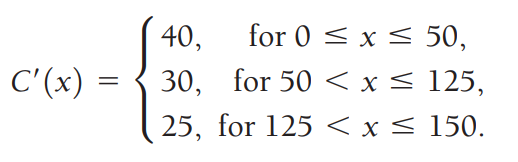 40, for 0 ≤ x ≤ 50,
C′(x) = { 30, for 50 < x ≤ 125,
25, for 125 < x ≤ 150.